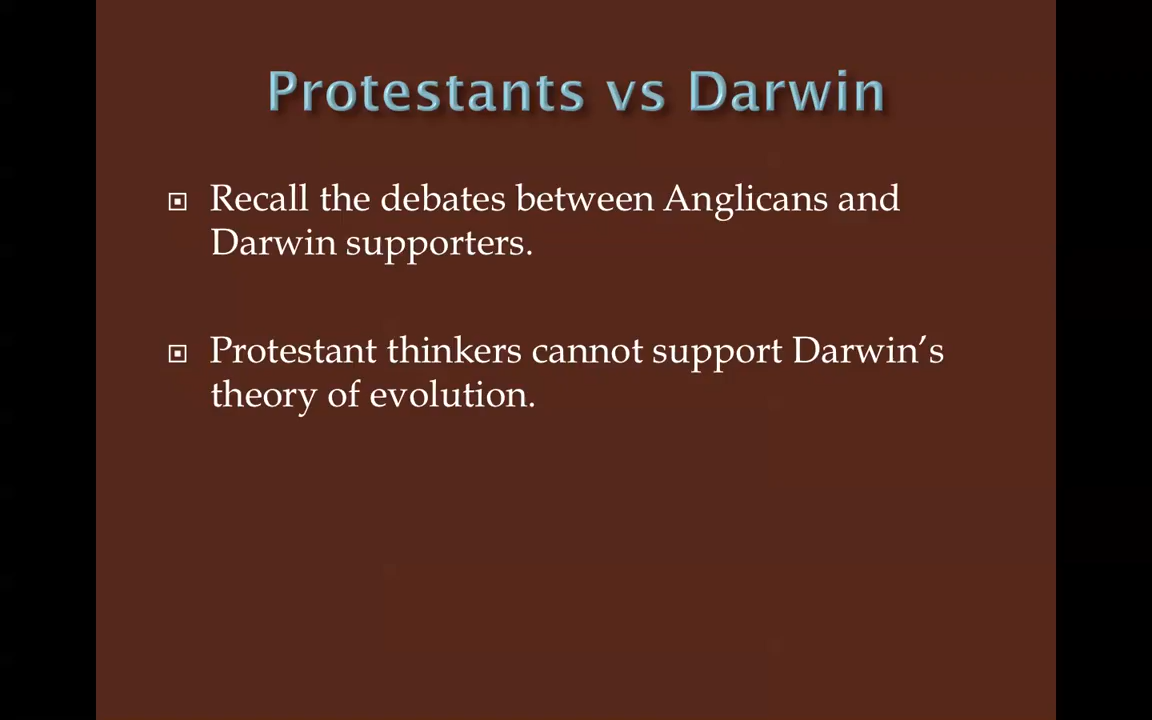 Protestants vs Darwin
Recall the debates between Anglicans and
Darwin supporters.
Protestant thinkers cannot support Darwin’s
theory of evolution.